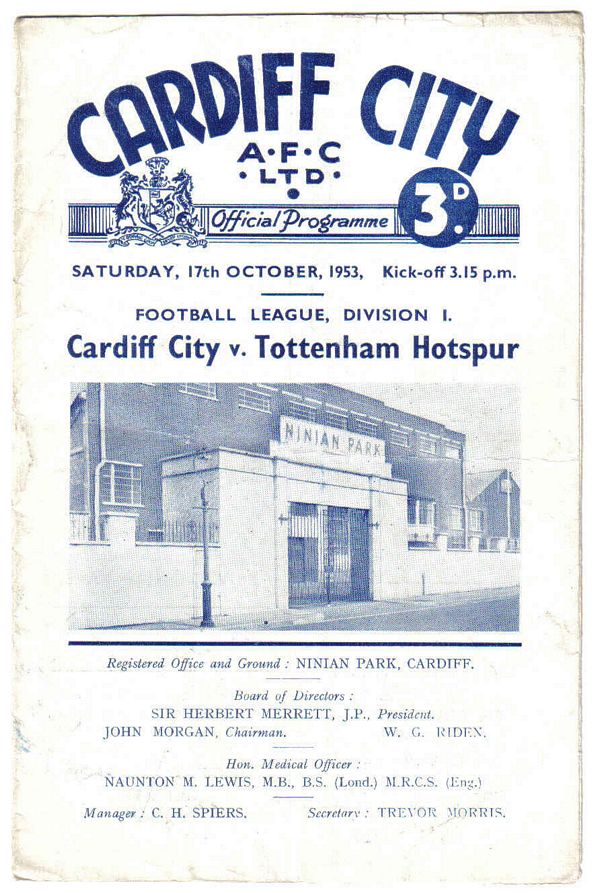 CARDIFF CITY
A·F·C
·LTD·
Official Programme
3D.
SATURDAY, 17th OCTOBER, 1953, Kick-off 3.15 p.m.
FOOTBALL LEAGUE, DIVISION I.
Cardiff City v. Tottenham Hotspur
NINIAN PARK
Registered Office and Ground : NINIAN PARK, CARDIFF.
Board of Directors :
SIR HERBERT MERRETT, J.P., President.
JOHN MORGAN, Chairman. W. G. RIDEN.
Hon. Medical Officer :
NAUNTON M. LEWIS, M.B., B.S. (Lond.) M.R.C.S. (Eng.)
Manager : C. H. SPIERS. Secretary : TREVOR MORRIS.